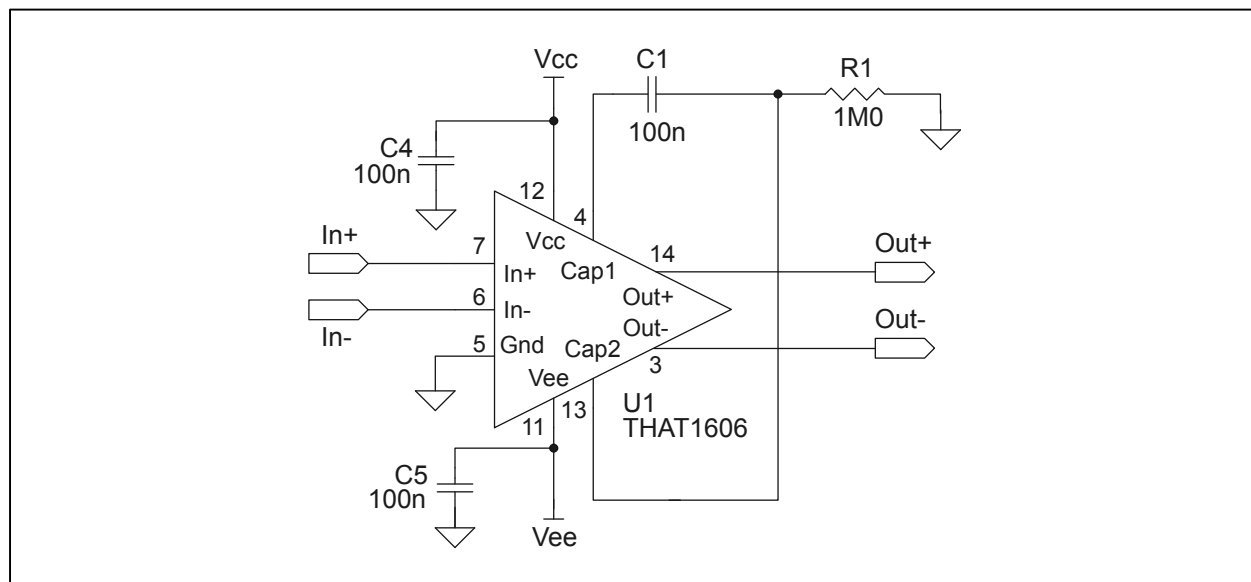 Vcc
C1
100n
R1
1M0
C4
100n
12
4
In+
7
Vcc
14
Out+
In+
Cap1
6
In-
Out+
In-
5
Gnd
Out-
Out-
Cap2
3
Vee
13
11
U1
THAT1606
C5
100n
Vee